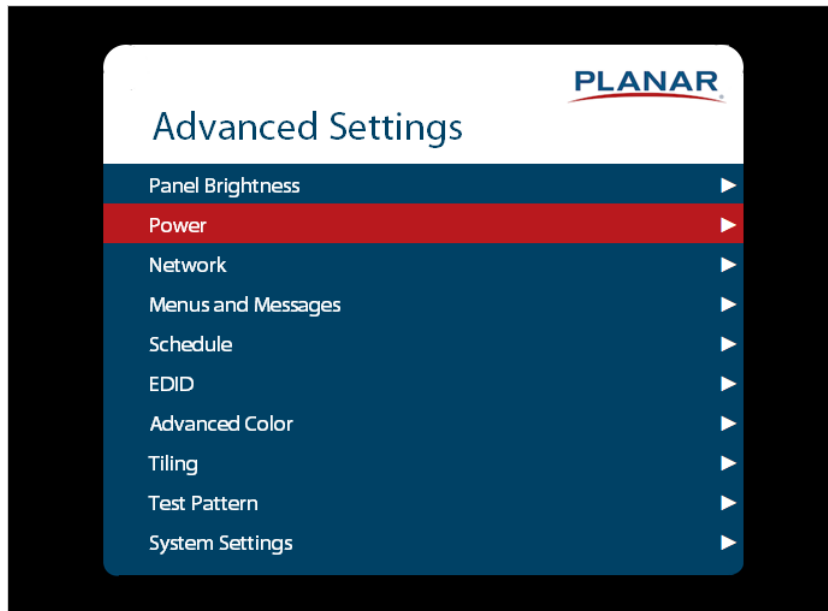 PLANAR
Advanced Settings
Panel Brightness
Power
Network
Menus and Messages
Schedule
EDID
Advanced Color
Tiling
Test Pattern
System Settings